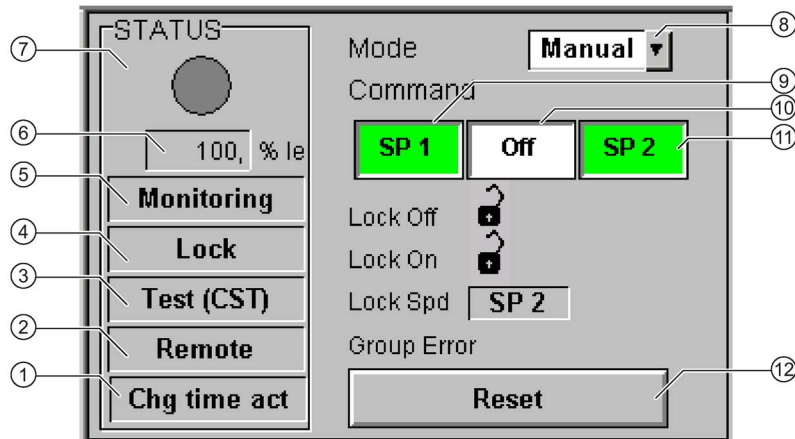 STATUS
7
6
100, % le
5
Monitoring
4
Lock
3
Test (CST)
2
Remote
1
Chg time act
Mode
Manual
8
Command
9
10
SP 1
Off
SP 2
11
Lock Off
Lock On
Lock Spd SP 2
Group Error
Reset
12